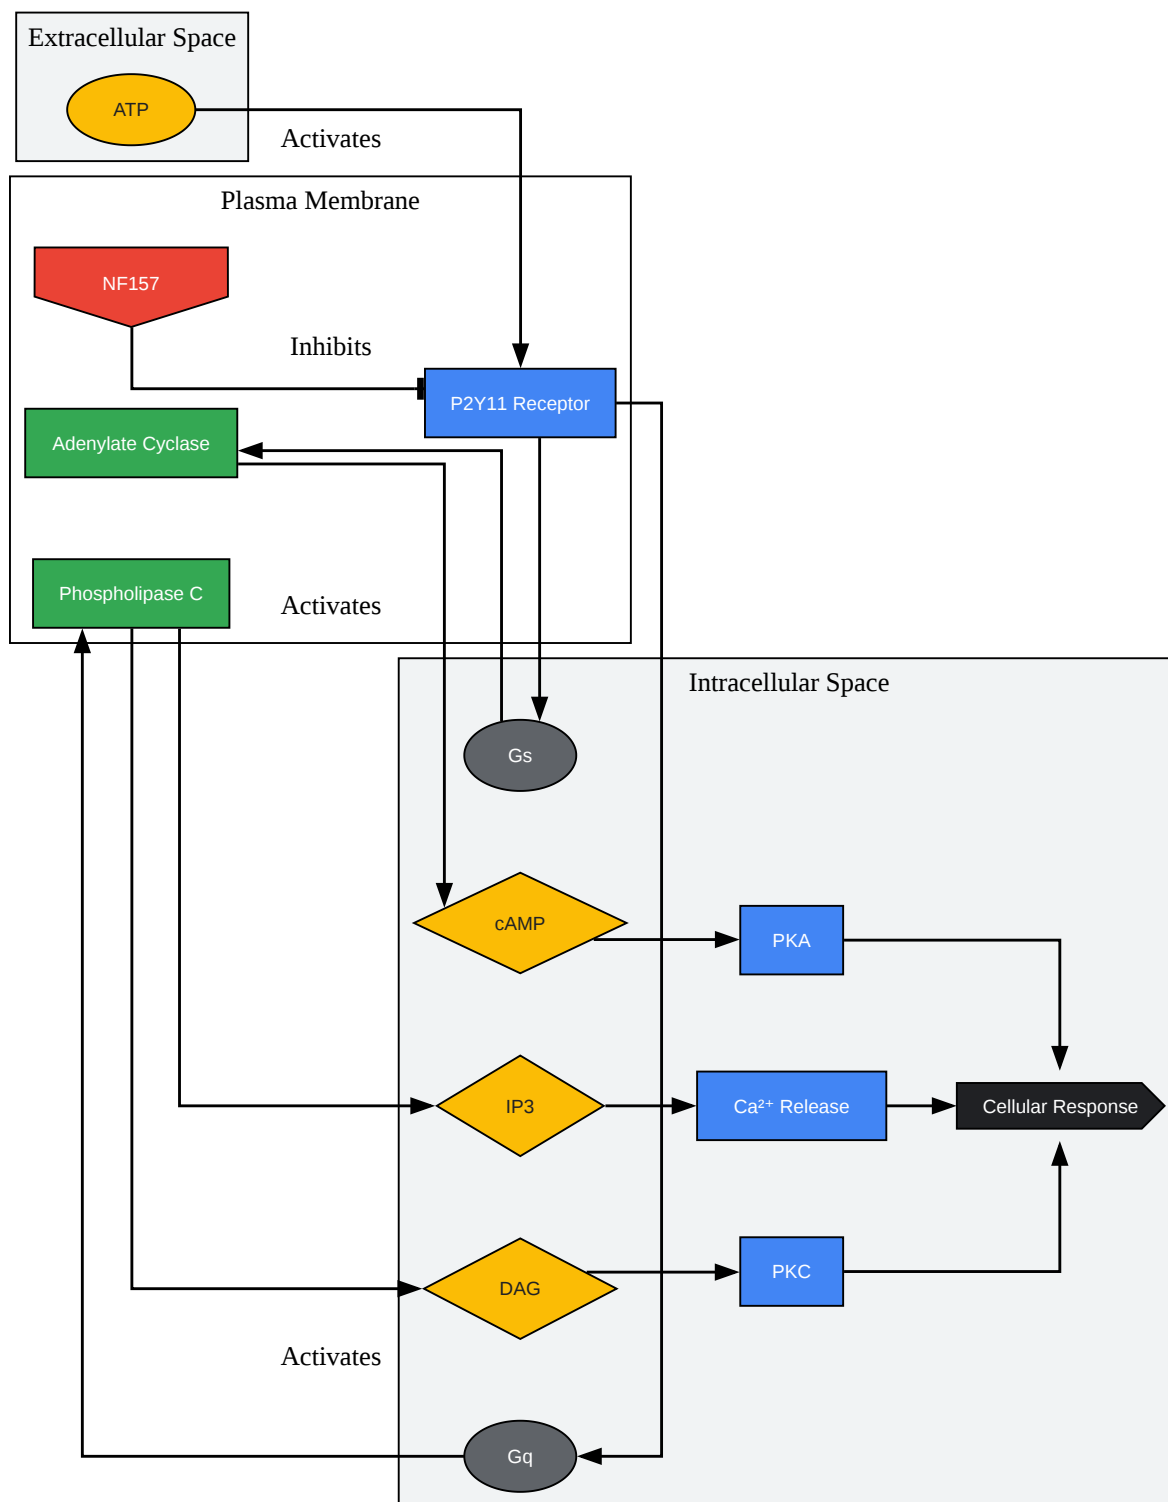 Extracellular Space
ATP
Activates
Plasma Membrane
NF157
Inhibits
P2Y11 Receptor
Adenylate Cyclase
Phospholipase C
Activates
Intracellular Space
Gs
cAMP
PKA
IP3
Ca²⁺ Release
Cellular Response
DAG
PKC
Activates
Gq